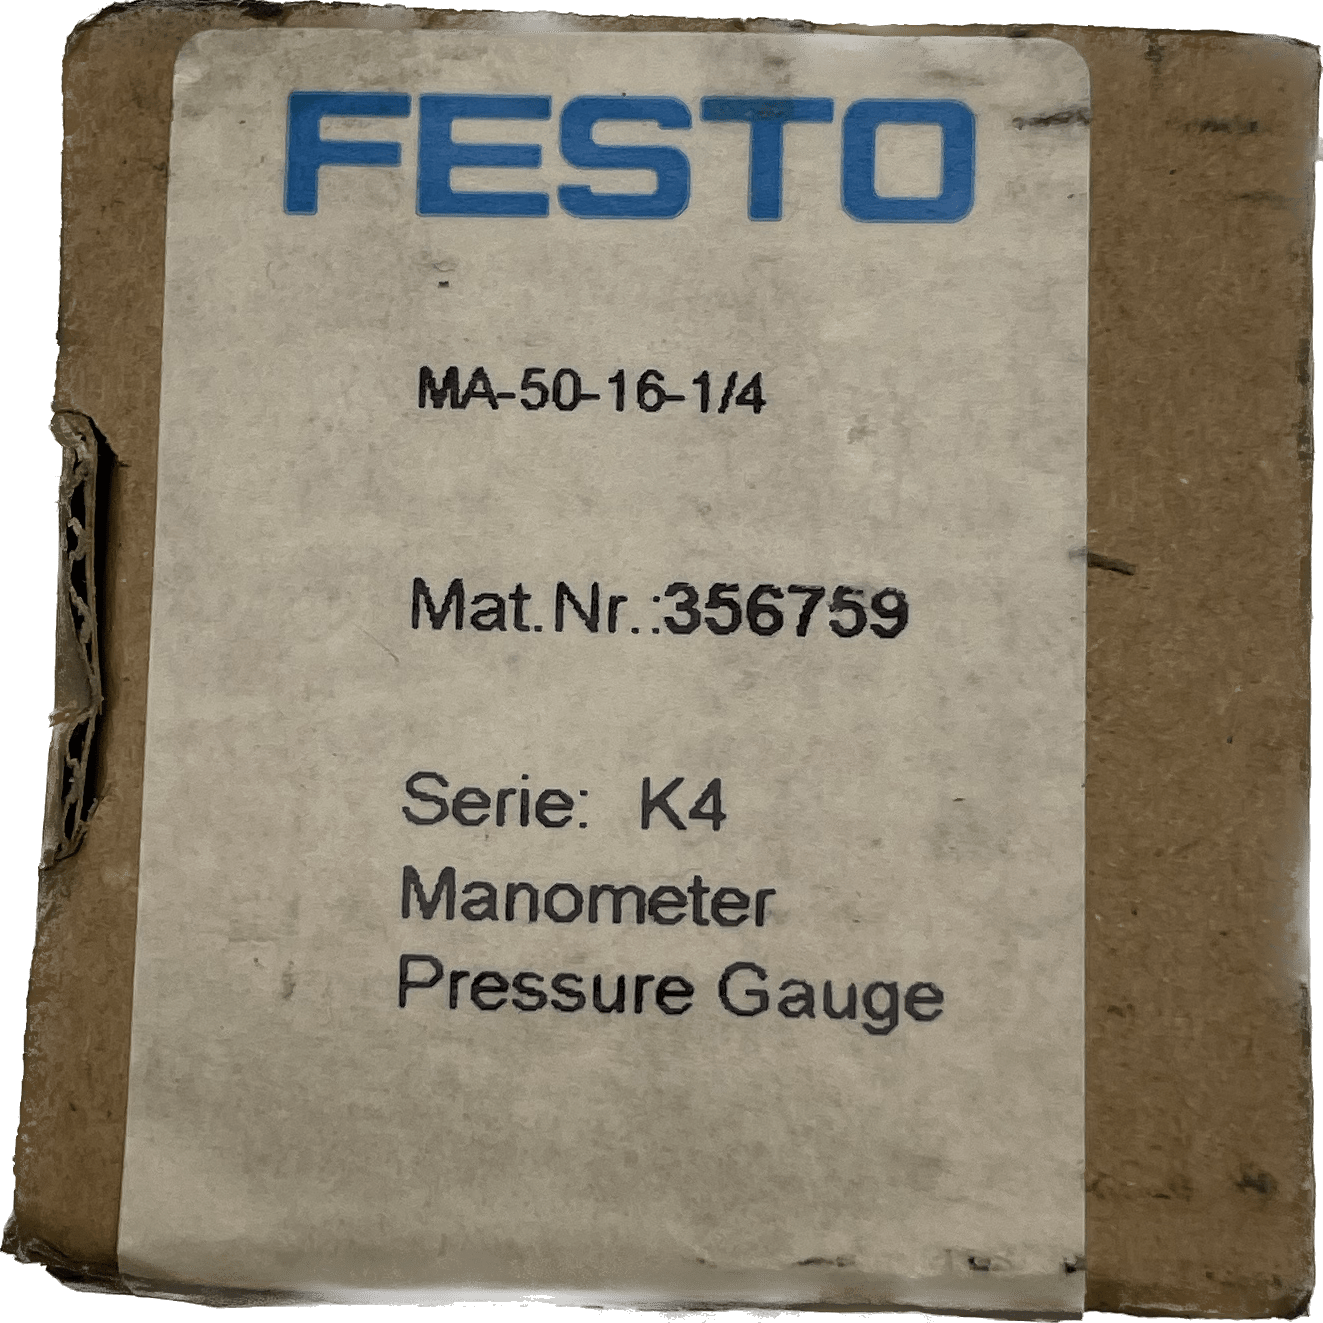 FESTO
MA-50-16-1/4
Mat.Nr.:356759
Serie: K4
Manometer
Pressure Gauge